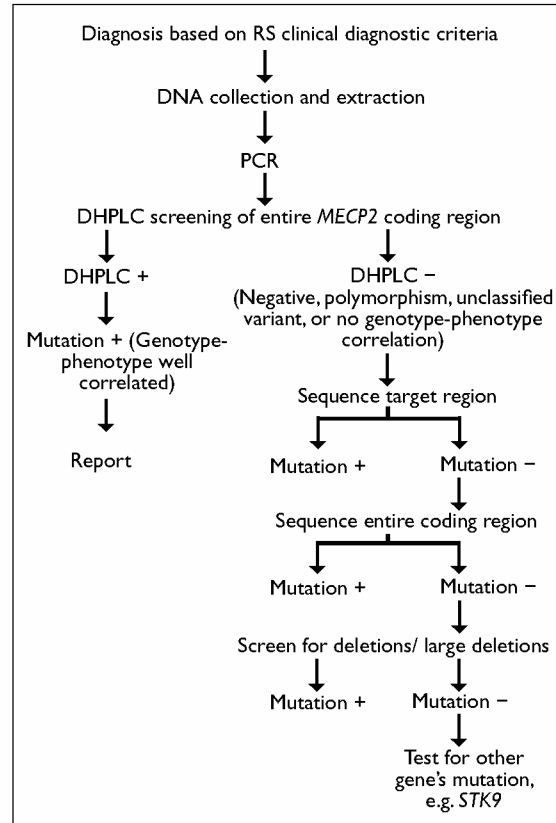 Diagnosis based on RS clinical diagnostic criteria
DNA collection and extraction
PCR
DHPLC screening of entire MECP2 coding region
DHPLC +
Mutation + (Genotype-
phenotype well
correlated)
Report
DHPLC −
(Negative, polymorphism, unclassified
variant, or no genotype-phenotype
correlation)
Sequence target region
Mutation +
Mutation −
Sequence entire coding region
Mutation +
Mutation −
Screen for deletions/ large deletions
Mutation +
Mutation −
Test for other
gene's mutation,
e.g. STK9